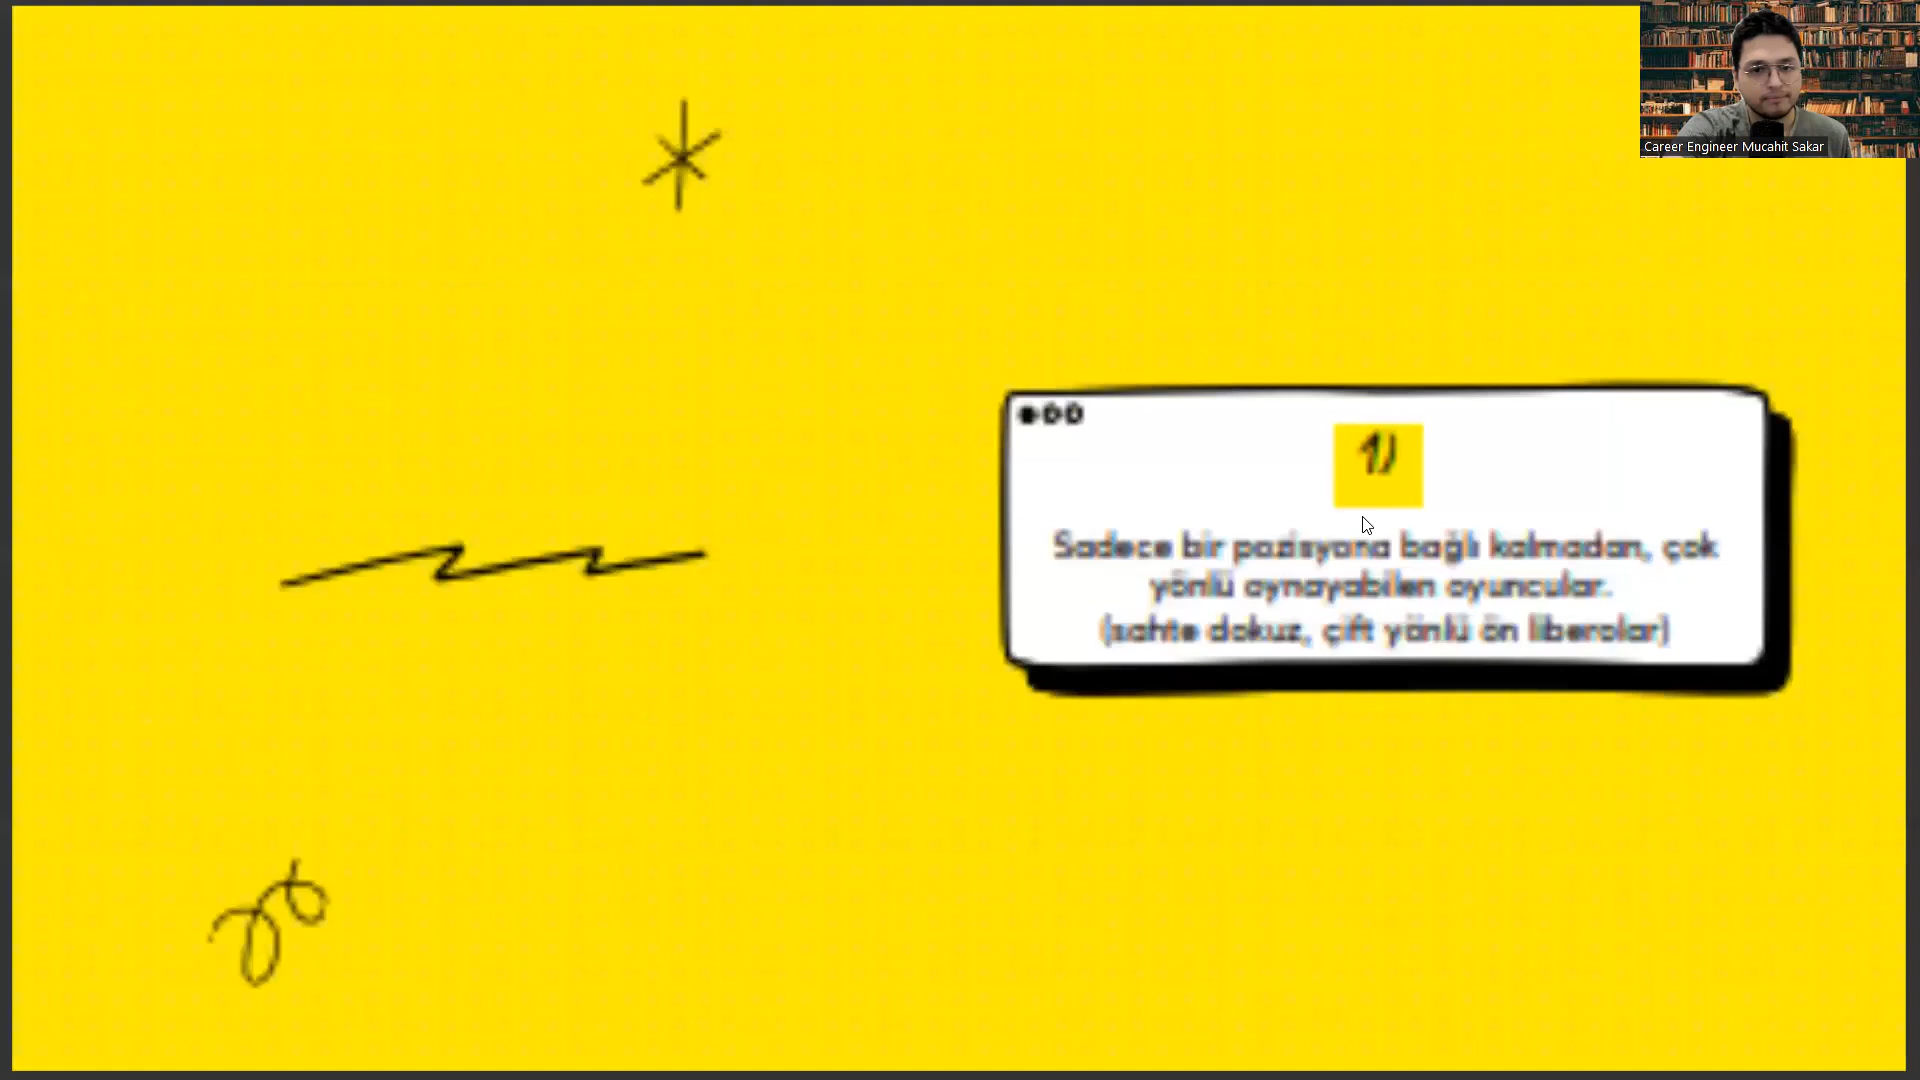 Career Engineer Mucahit Sakar
1)
Sadece bir pozisyona bağlı kalmadan, çok
yönlü oynayabilen oyuncular.
(sahte dokuz, çift yönlü ön liberolar)